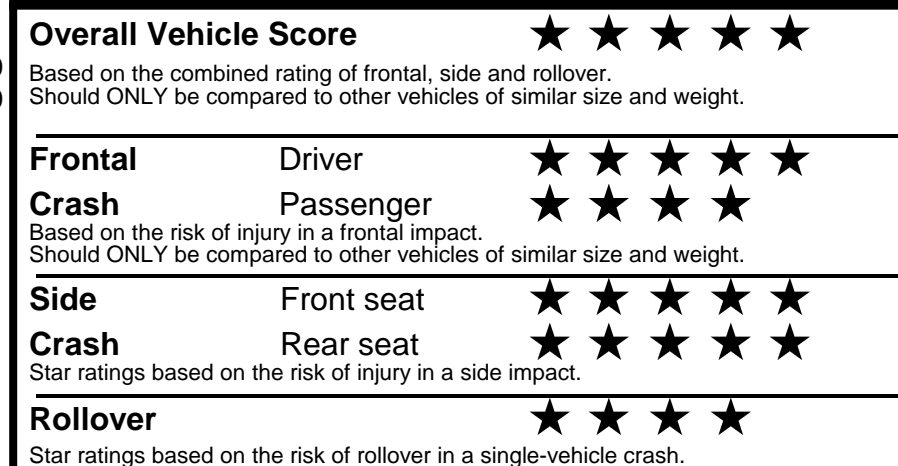 Overall Vehicle Score ★ ★ ★ ★ ★
Based on the combined rating of frontal, side and rollover.
Should ONLY be compared to other vehicles of similar size and weight.
Frontal Driver ★ ★ ★ ★ ★
Crash Passenger ★ ★ ★ ★
Based on the risk of injury in a frontal impact.
Should ONLY be compared to other vehicles of similar size and weight.
Side Front seat ★ ★ ★ ★ ★
Crash Rear seat ★ ★ ★ ★ ★
Star ratings based on the risk of injury in a side impact.
Rollover ★ ★ ★ ★
Star ratings based on the risk of rollover in a single-vehicle crash.